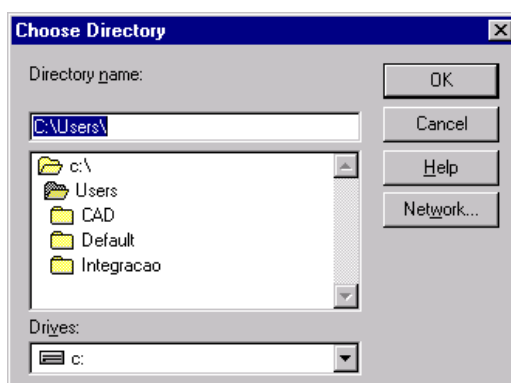 Choose Directory
Directory name:
OK
C:\Users\
Cancel
c:\
Help
Users
CAD
Network...
Default
Integracao
Drives:
c: